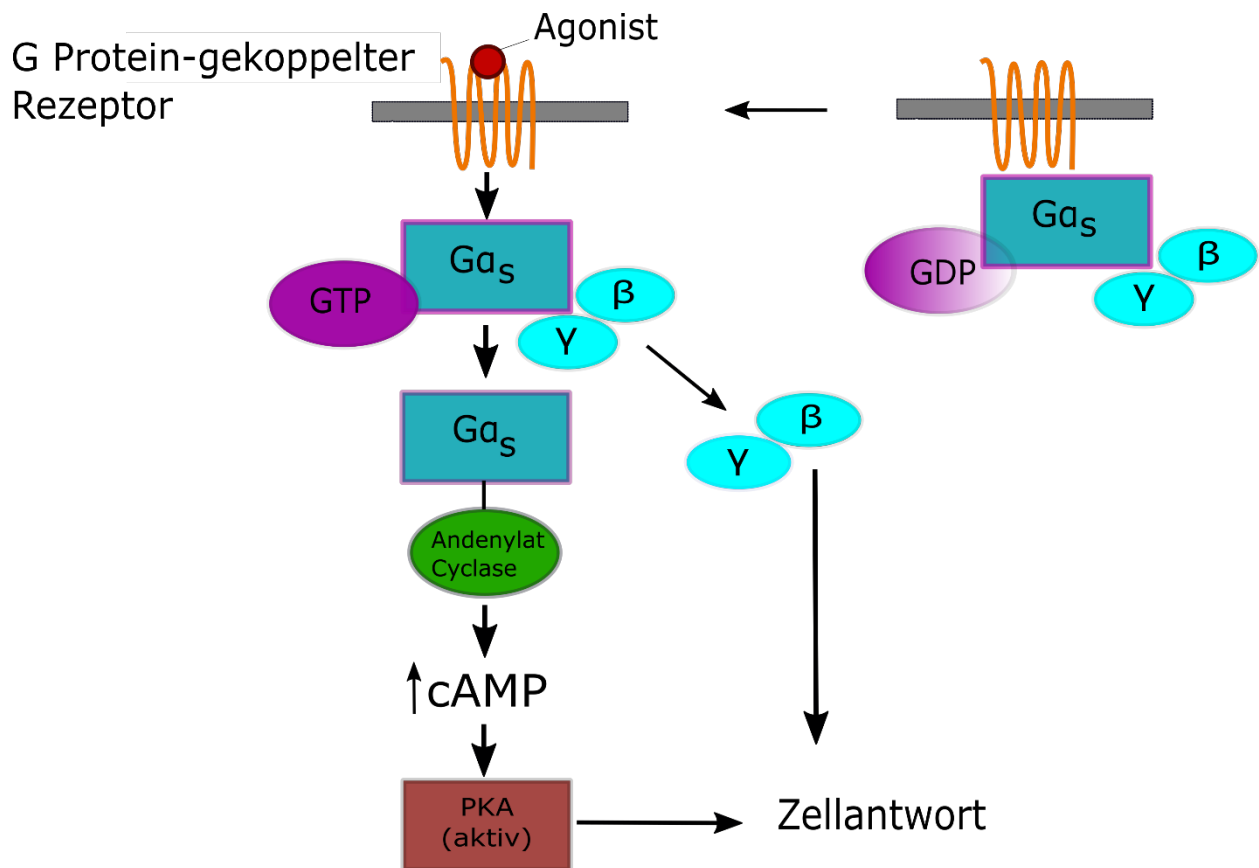 Agonist
G Protein-gekoppelter
Rezeptor
Gαs
GDP
β
γ
Gαs
GTP
β
γ
Gαs
β
γ
Andenylat
Cyclase
↑cAMP
PKA
(aktiv)
Zellantwort